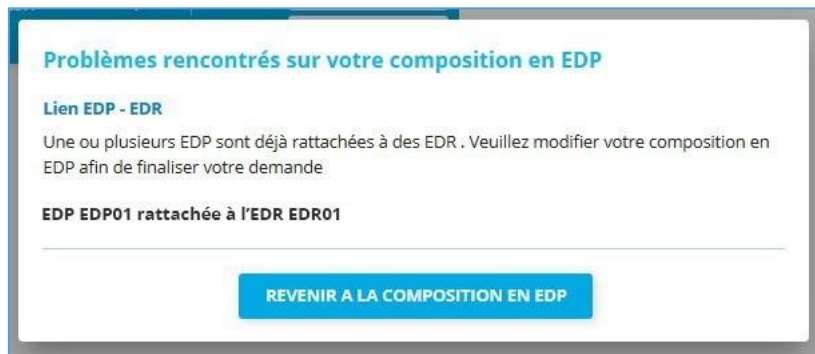 Problèmes rencontrés sur votre composition en EDP
Lien EDP - EDR
Une ou plusieurs EDP sont déjà rattachées à des EDR . Veuillez modifier votre composition en
EDP afin de finaliser votre demande
EDP EDP01 rattachée à l’EDR EDR01
REVENIR A LA COMPOSITION EN EDP